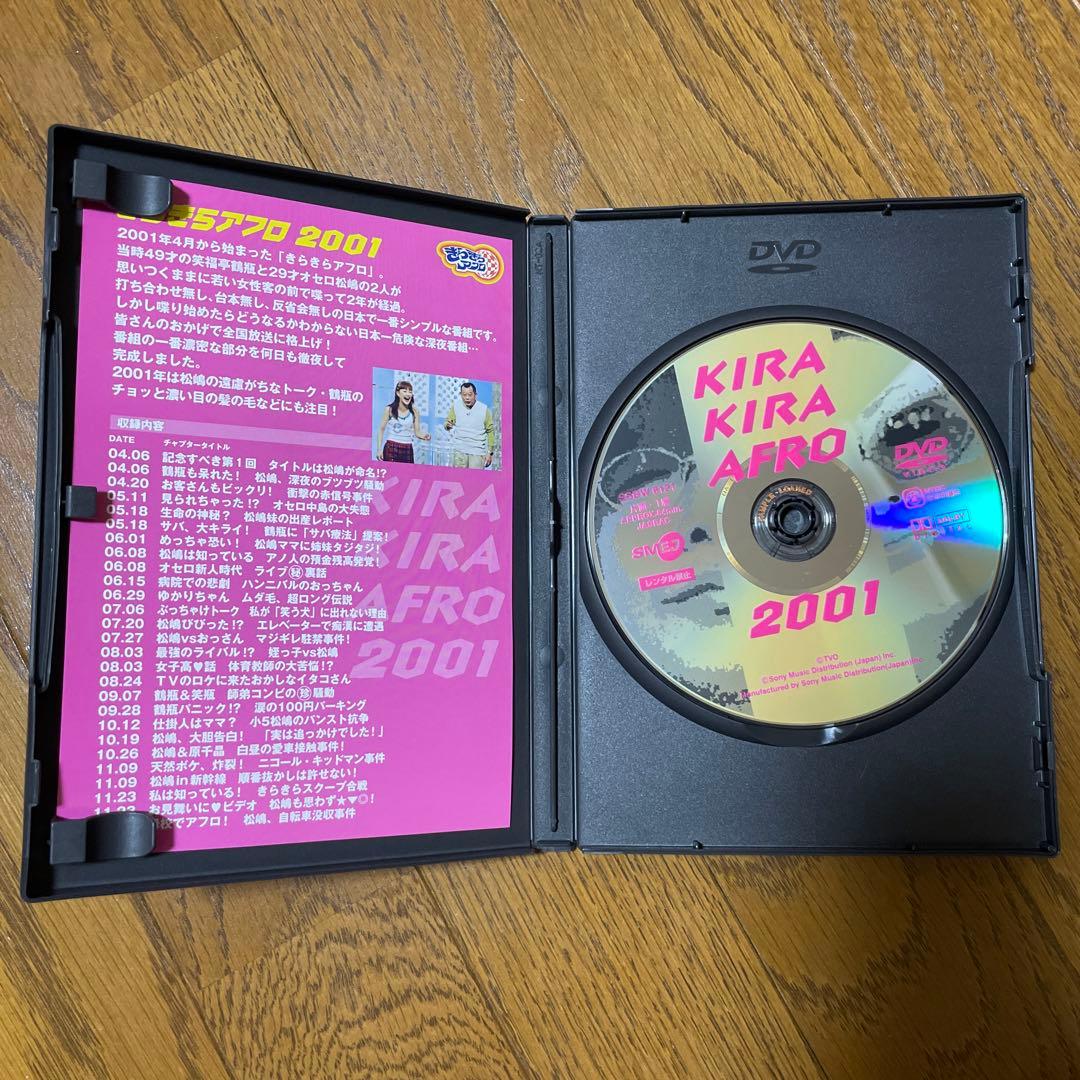 きらきらアフロ 2001
きらきらアフロ
2001年4月から始まった「きらきらアフロ」。
当時49才の笑福亭鶴瓶と29才オセロ松嶋の2人が
思いつくままに若い女性客の前で喋って2年が経過。
打ち合わせ無し、台本無し、反省会無しの日本で一番シンプルな番組です。
しかし喋り始めたらどうなるかわからない日本一危険な深夜番組…
皆さんのおかげで全国放送に格上げ!
番組の一番濃密な部分を何日も徹夜して
完成しました。
2001年は松嶋の遠慮がちなトーク・鶴瓶の
チョッと濃い目の髪の毛などにも注目!
収録内容
DATE チャプタータイトル
04.06 記念すべき第1回 タイトルは松嶋が命名!?
04.06 鶴瓶も呆れた! 松嶋、深夜のブツブツ騒動
04.20 お客さんもビックリ! 衝撃の赤信号事件
05.11 見られちゃった!? オセロ中島の大失態
05.18 生命の神秘? 松嶋妹の出産レポート
05.18 サバ、大キライ! 鶴瓶に「サバ療法」提案!
06.01 めっちゃ恐い! 松嶋ママに姉妹タジタジ!
06.08 松嶋は知っている アノ人の預金残高発覚!
06.08 オセロ新人時代 ライブ㊙裏話
06.15 病院での悲劇 ハンニバルのおっちゃん
06.29 ゆかりちゃん ムダ毛、超ロング伝説
07.06 ぶっちゃけトーク 私が「笑う犬」に出れない理由
07.20 松嶋びびった!? エレベーターで痴漢に遭遇
07.27 松嶋vsおっさん マジギレ駐禁事件!
08.03 最強のライバル!? 姪っ子vs松嶋
08.03 女子高♥話 体育教師の大苦悩!?
08.24 TVのロケに来たおかしなイタコさん
09.07 鶴瓶&笑瓶 師弟コンビの珍騒動
09.28 鶴瓶パニック!? 涙の100円パーキング
10.12 仕掛人はママ? 小5松嶋のパンスト抗争
10.19 松嶋、大胆告白! 「実は追っかけでした!」
10.26 松嶋&原千晶 白昼の愛車接触事件!
11.09 天然ボケ、炸裂! ニコール・キッドマン事件
11.09 松嶋in新幹線 順番抜かしは許せない!
11.23 私は知っている! きらきらスクープ合戦
11.23 お見舞いに♥ビデオ 松嶋も思わず★▼◎!
校でアフロ! 松嶋、自転車没収事件
KIRA
KIRA
AFRO
2001
DVD
KIRA
KIRA
AFRO
DVD
SMEJ
レンタル禁止
2001
©TVO
©Sony Music Distribution (Japan) Inc.
Manufactured by Sony Music Distribution(Japan)Inc.